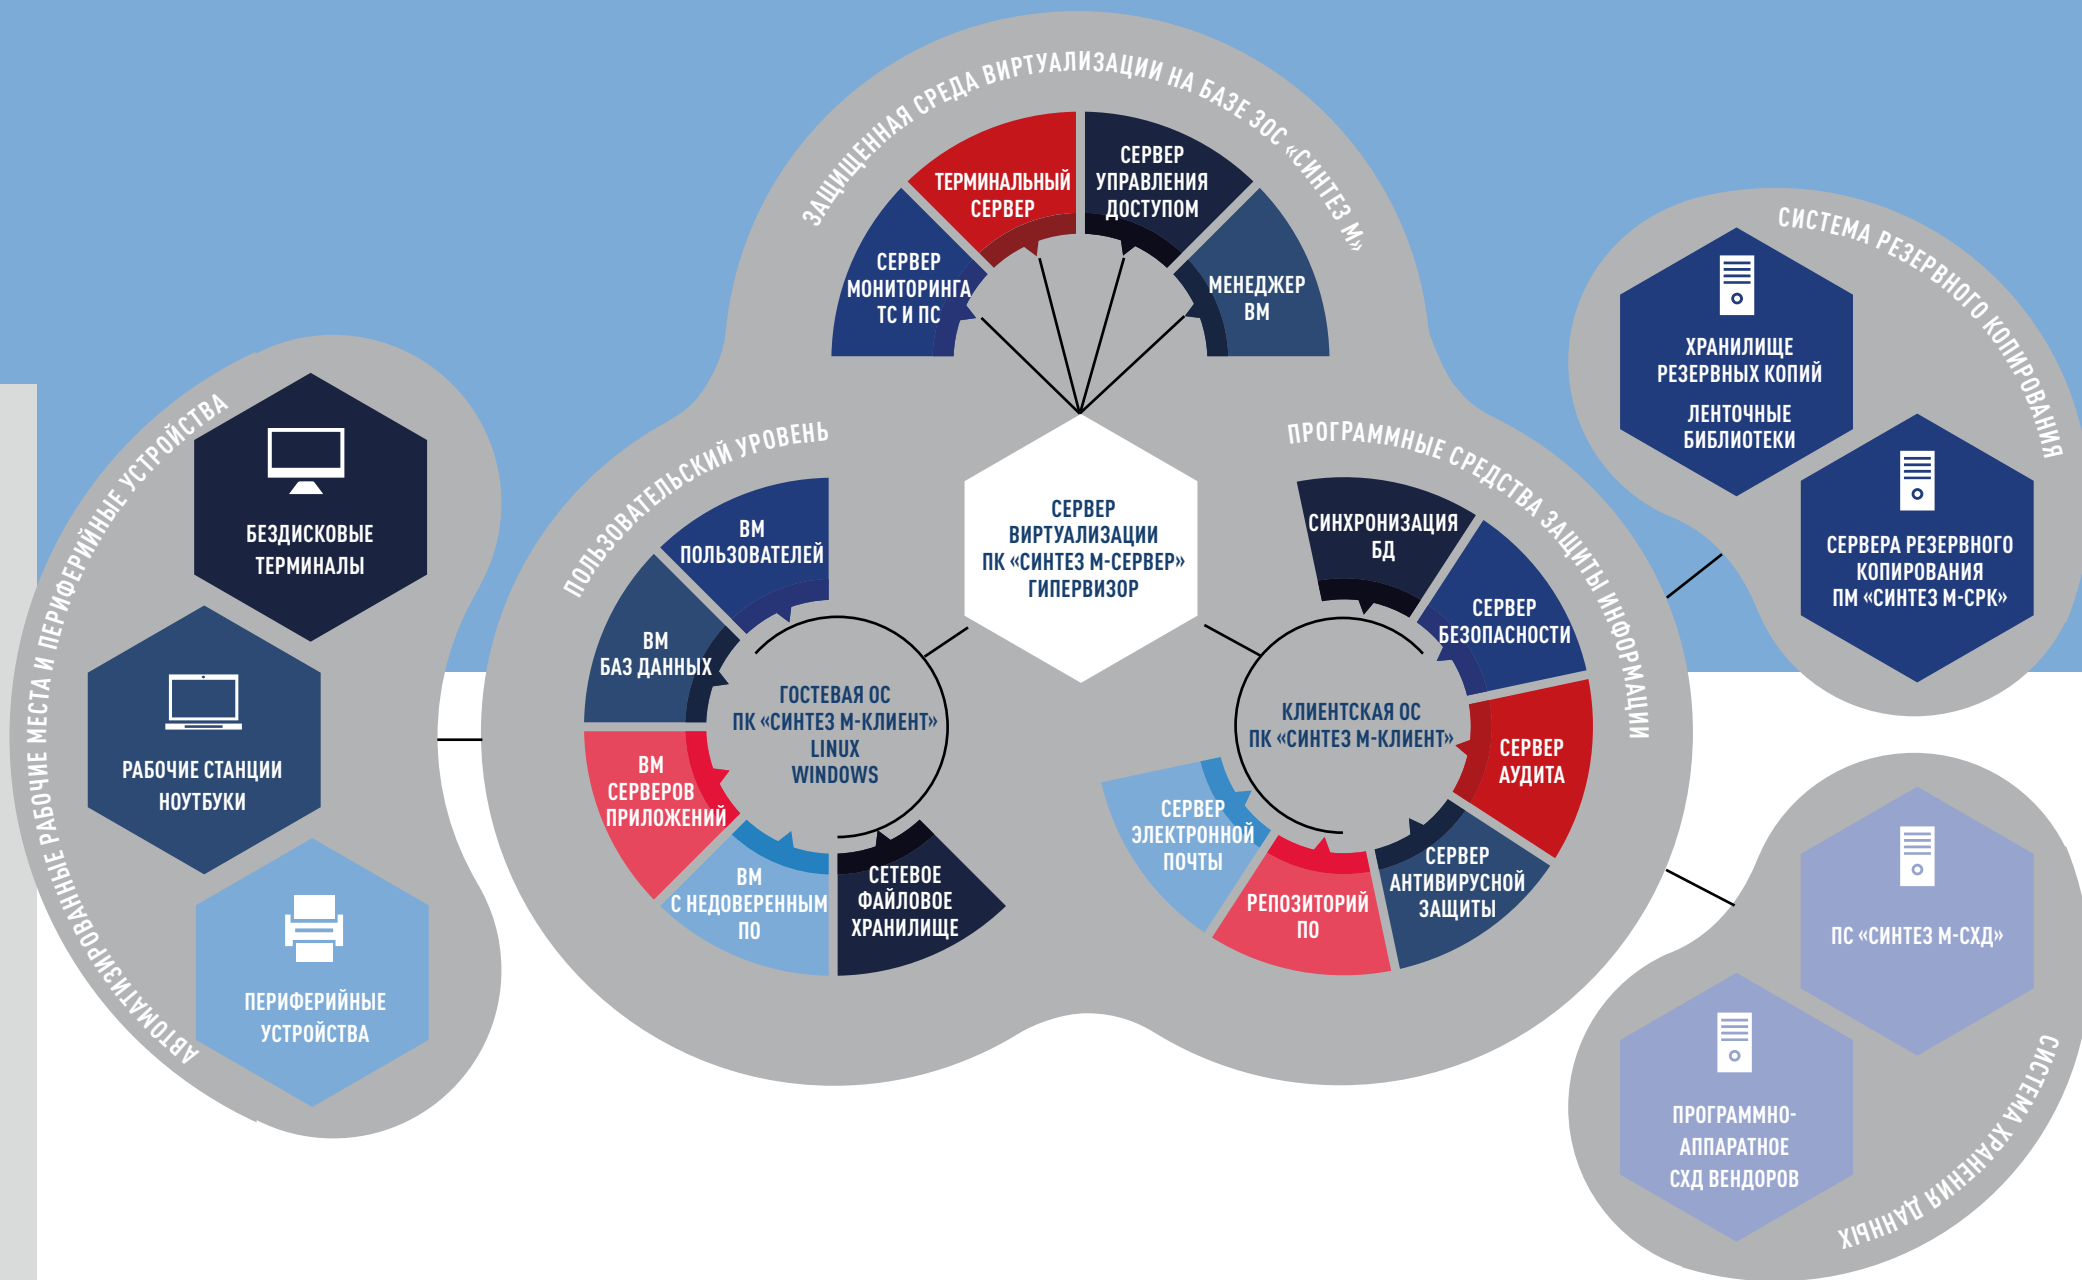 ЗАЩИЩЕННАЯ СРЕДА ВИРТУАЛИЗАЦИИ НА БАЗЕ ЗОС «СИНТЕЗ М»
СЕРВЕР
МОНИТОРИНГА
ТС И ПС
ТЕРМИНАЛЬНЫЙ
СЕРВЕР
СЕРВЕР
УПРАВЛЕНИЯ
ДОСТУПОМ
МЕНЕДЖЕР
ВМ
АВТОМАТИЗИРОВАННЫЕ РАБОЧИЕ МЕСТА И ПЕРИФЕРИЙНЫЕ УСТРОЙСТВА
БЕЗДИСКОВЫЕ
ТЕРМИНАЛЫ
РАБОЧИЕ СТАНЦИИ
НОУТБУКИ
ПЕРИФЕРИЙНЫЕ
УСТРОЙСТВА
ПОЛЬЗОВАТЕЛЬСКИЙ УРОВЕНЬ
ВМ
ПОЛЬЗОВАТЕЛЕЙ
ВМ
БАЗ ДАННЫХ
ВМ
СЕРВЕРОВ
ПРИЛОЖЕНИЙ
ВМ
С НЕДОВЕРЕННЫМ
ПО
СЕТЕВОЕ
ФАЙЛОВОЕ
ХРАНИЛИЩЕ
ГОСТЕВАЯ ОС
ПК «СИНТЕЗ М-КЛИЕНТ»
LINUX
WINDOWS
СЕРВЕР
ВИРТУАЛИЗАЦИИ
ПК «СИНТЕЗ М-СЕРВЕР»
ГИПЕРВИЗОР
ПРОГРАММНЫЕ СРЕДСТВА ЗАЩИТЫ ИНФОРМАЦИИ
СИНХРОНИЗАЦИЯ
БД
СЕРВЕР
БЕЗОПАСНОСТИ
СЕРВЕР
АУДИТА
СЕРВЕР
АНТИВИРУСНОЙ
ЗАЩИТЫ
РЕПОЗИТОРИЙ
ПО
СЕРВЕР
ЭЛЕКТРОННОЙ
ПОЧТЫ
КЛИЕНТСКАЯ ОС
ПК «СИНТЕЗ М-КЛИЕНТ»
СИСТЕМА РЕЗЕРВНОГО КОПИРОВАНИЯ
ХРАНИЛИЩЕ
РЕЗЕРВНЫХ КОПИЙ
ЛЕНТОЧНЫЕ
БИБЛИОТЕКИ
СЕРВЕРА РЕЗЕРВНОГО
КОПИРОВАНИЯ
ПМ «СИНТЕЗ М-СРК»
ПС «СИНТЕЗ М-СХД»
ПРОГРАММНО-
АППАРАТНОЕ
СХД ВЕНДОРОВ
СИСТЕМА ХРАНЕНИЯ ДАННЫХ